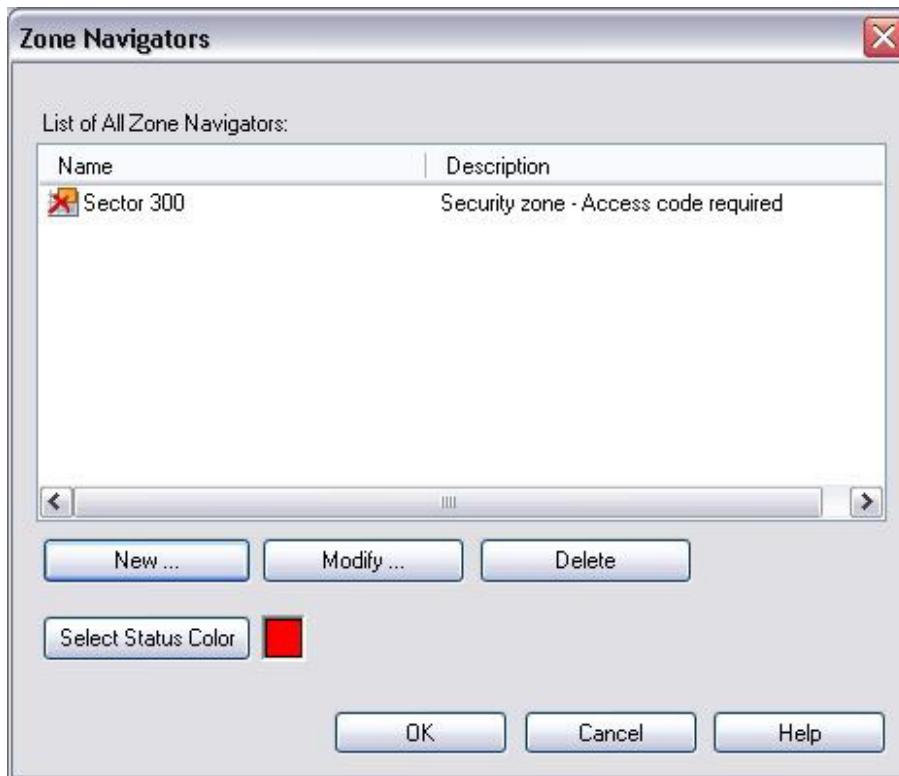 Zone Navigators
List of All Zone Navigators:
Name Description
Sector 300 Security zone - Access code required
New ... Modify ... Delete
Select Status Color
OK Cancel Help